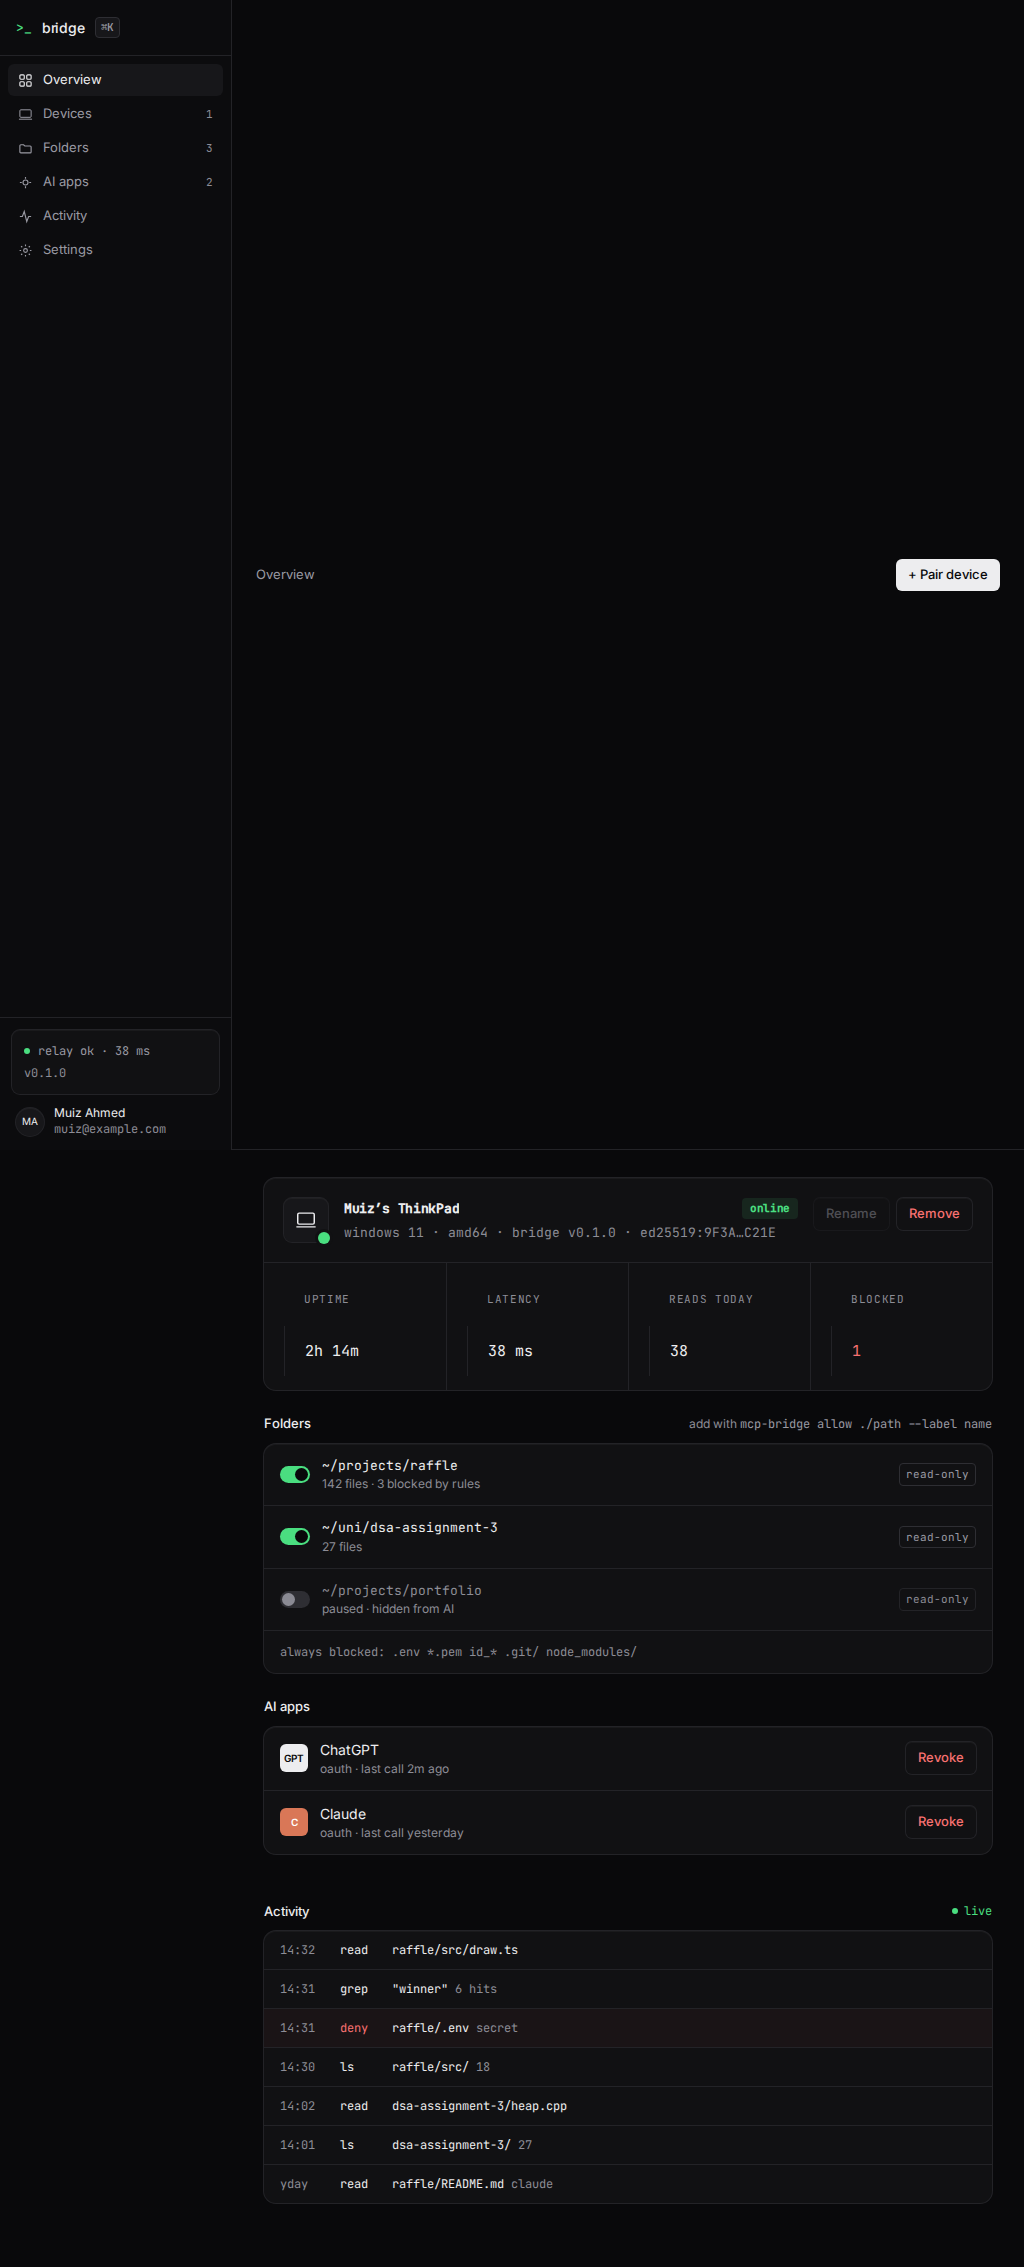 >_ bridge ⌘K
Overview
Devices 1
Folders 3
AI apps 2
Activity
Settings
relay ok · 38 ms
v0.1.0
MA
Muiz Ahmed
muiz@example.com
Overview
+ Pair device
Muiz’s ThinkPad
online
Rename
Remove
windows 11 · amd64 · bridge v0.1.0 · ed25519:9F3A…C21E
UPTIME
2h 14m
LATENCY
38 ms
READS TODAY
38
BLOCKED
1
Folders
add with mcp-bridge allow ./path --label name
~/projects/raffle
142 files · 3 blocked by rules
read-only
~/uni/dsa-assignment-3
27 files
read-only
~/projects/portfolio
paused · hidden from AI
read-only
always blocked: .env *.pem id_* .git/ node_modules/
AI apps
GPT
ChatGPT
oauth · last call 2m ago
Revoke
C
Claude
oauth · last call yesterday
Revoke
Activity
live
14:32 read raffle/src/draw.ts
14:31 grep "winner" 6 hits
14:31 deny raffle/.env secret
14:30 ls raffle/src/ 18
14:02 read dsa-assignment-3/heap.cpp
14:01 ls dsa-assignment-3/ 27
yday read raffle/README.md claude